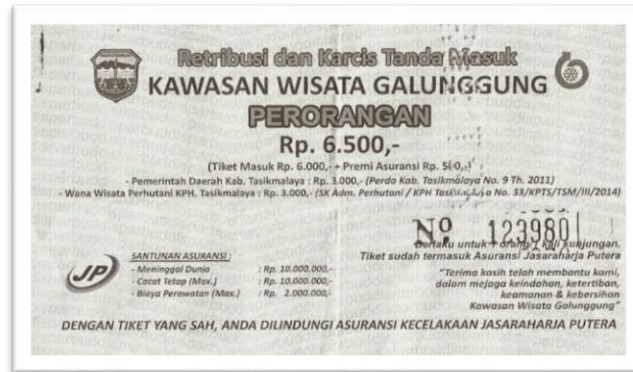 Retribusi dan Karcis Tanda Masuk
KAWASAN WISATA GALUNGGUNG
PERORANGAN
Rp. 6.500,-
(Tiket Masuk Rp. 6.000,- + Premi Asuransi Rp. 500,-)
- Pemerintah Daerah Kab. Tasikmalaya : Rp. 3.000,- (Perda Kab. Tasikmalaya No. 9 Th. 2011)
- Wana Wisata Perhutani KPH. Tasikmalaya : Rp. 3.000,- (SK Adm. Perhutani / KPH Tasikmalaya No. 33/KPTS/TSM/III/2014)
Nº 123980
Berlaku untuk 1 orang / 1 kali kunjungan.
Tiket sudah termasuk Asuransi Jasaraharja Putera
JP
SANTUNAN ASURANSI :
- Meninggal Dunia : Rp. 10.000.000,-
- Cacat Tetap (Max.) : Rp. 10.000.000,-
- Biaya Perawatan (Max.) : Rp. 2.000.000,-
"Terima kasih telah membantu kami,
dalam mejaga keindahan, ketertiban,
keamanan & kebersihan
Kawasan Wisata Galunggung"
DENGAN TIKET YANG SAH, ANDA DILINDUNGI ASURANSI KECELAKAAN JASARAHARJA PUTERA